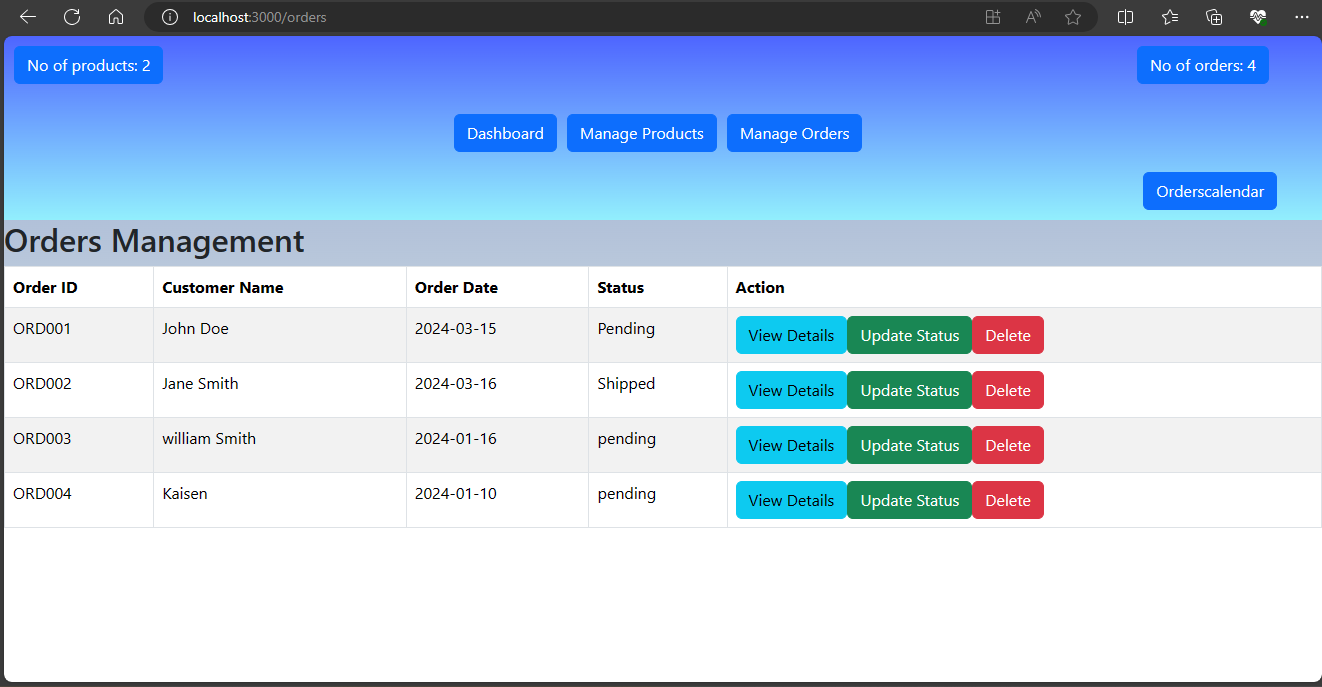 localhost:3000/orders
No of products: 2 No of orders: 4
Dashboard Manage Products Manage Orders
Orderscalendar
Orders Management
Order ID Customer Name Order Date Status Action
ORD001 John Doe 2024-03-15 Pending View Details Update Status Delete
ORD002 Jane Smith 2024-03-16 Shipped View Details Update Status Delete
ORD003 william Smith 2024-01-16 pending View Details Update Status Delete
ORD004 Kaisen 2024-01-10 pending View Details Update Status Delete